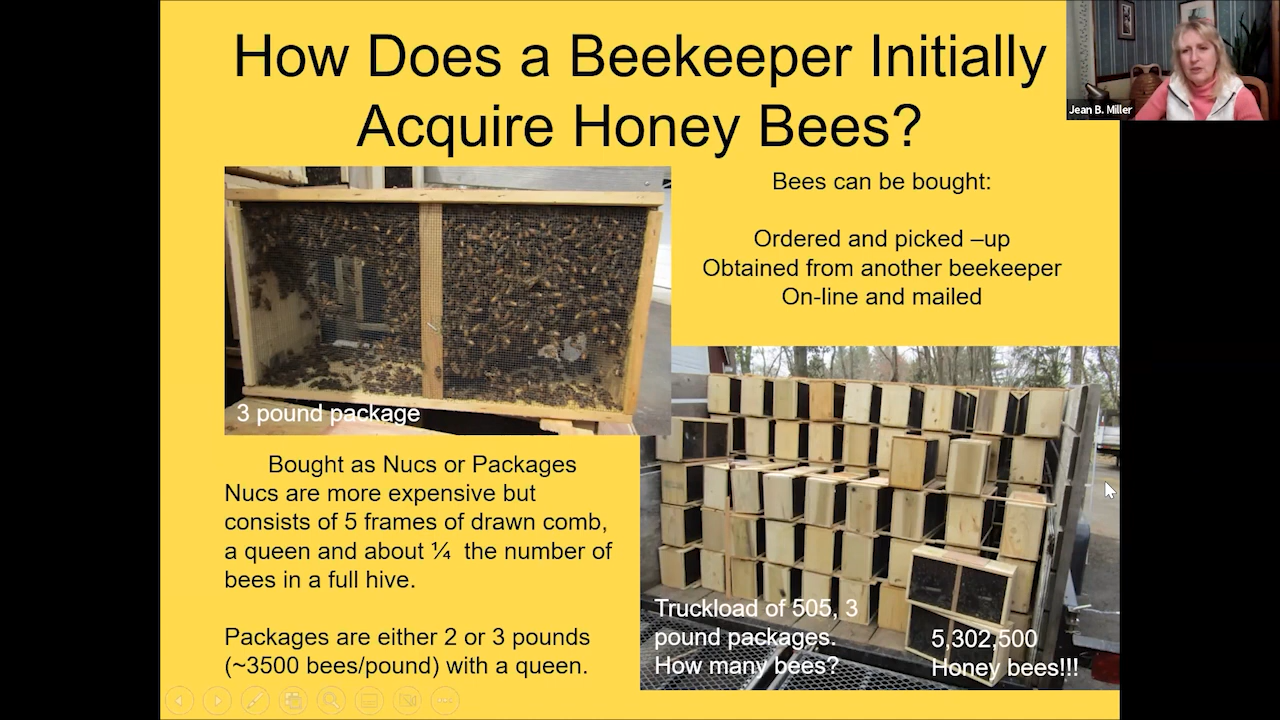 How Does a Beekeeper Initially
Acquire Honey Bees?
Jean B. Miller
Bees can be bought:
Ordered and picked –up
Obtained from another beekeeper
On-line and mailed
3 pound package
Bought as Nucs or Packages
Nucs are more expensive but
consists of 5 frames of drawn comb,
a queen and about ¼ the number of
bees in a full hive.
Packages are either 2 or 3 pounds
(~3500 bees/pound) with a queen.
Truckload of 505, 3
pound packages.
How many bees?
5,302,500
Honey bees!!!